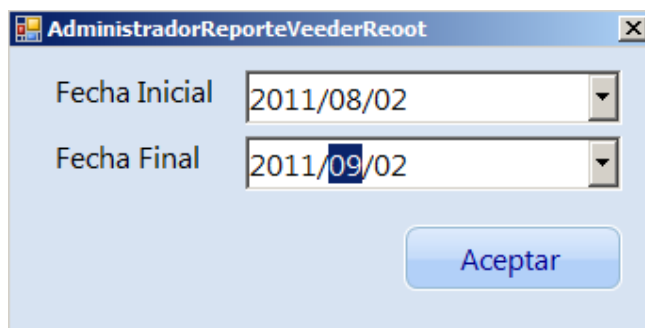 AdministradorReporteVeederReoot
Fecha Inicial 2011/08/02
Fecha Final 2011/09/02
Aceptar